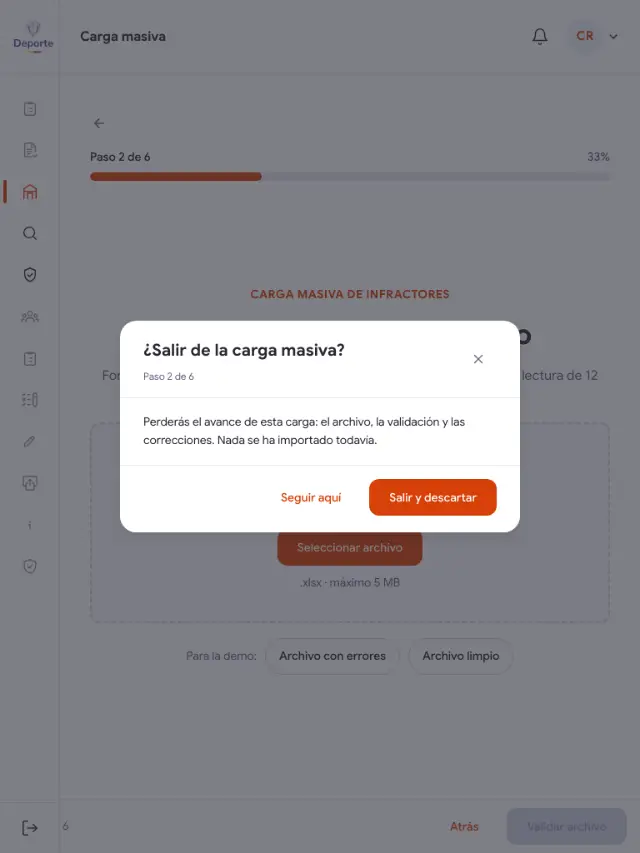 Deporte
Carga masiva
CR
Paso 2 de 6
33%
CARGA MASIVA DE INFRACTORES
¿Salir de la carga masiva?
Paso 2 de 6
lectura de 12
Perderás el avance de esta carga: el archivo, la validación y las
correcciones. Nada se ha importado todavía.
Seguir aquí
Salir y descartar
Seleccionar archivo
.xlsx · máximo 5 MB
Para la demo:
Archivo con errores
Archivo limpio
6
Atrás
Validar archivo